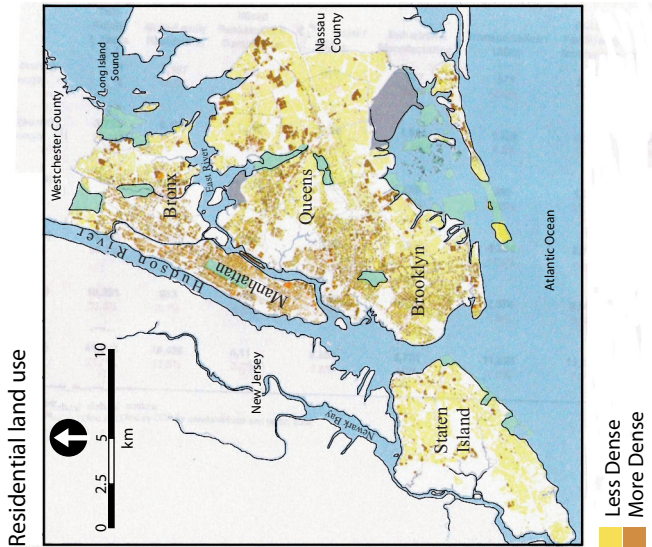 Residential land use
0 2.5 5 10
km
Westchester County
Long Island
Sound
Nassau
County
Hudson River
Bronx
East River
Manhattan
Queens
New Jersey
Newark Bay
Brooklyn
Staten
Island
Atlantic Ocean
Less Dense
More Dense